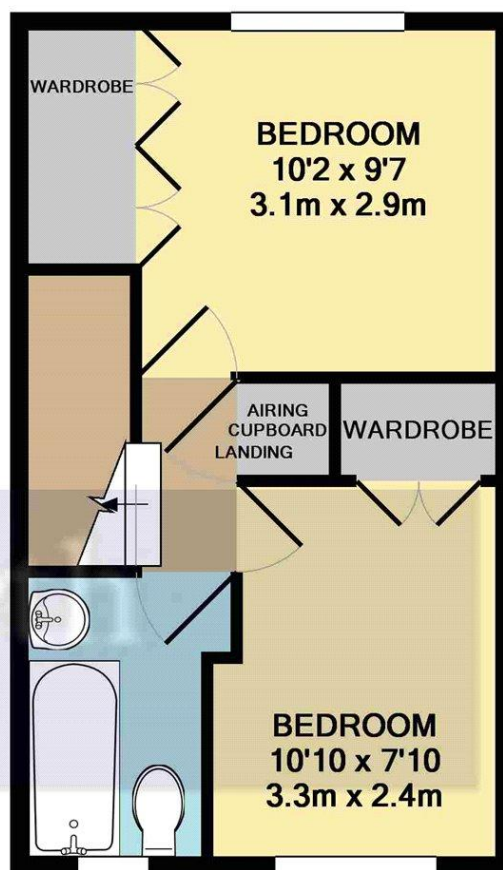 WARDROBE
BEDROOM
10'2 x 9'7
3.1m x 2.9m
AIRING
CUPBOARD
LANDING
WARDROBE
BEDROOM
10'10 x 7'10
3.3m x 2.4m